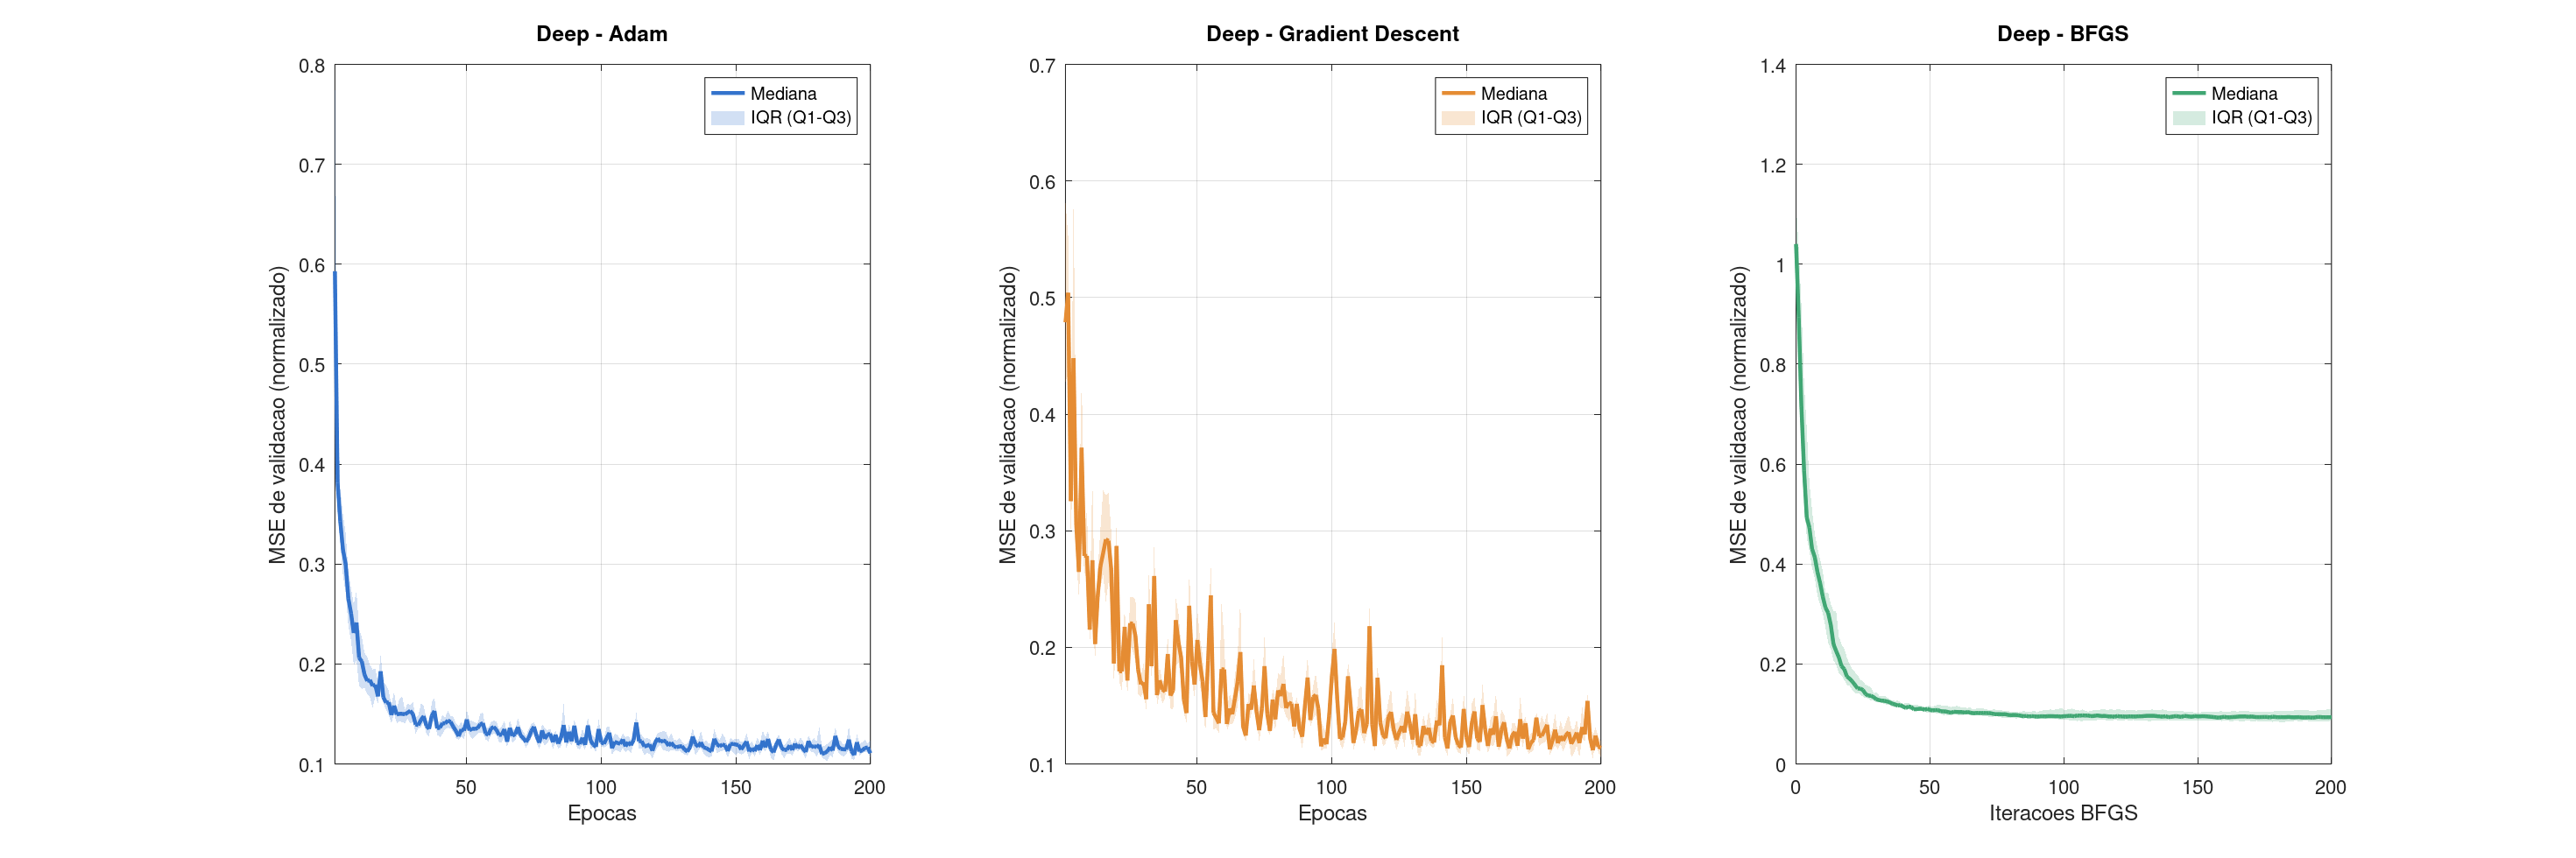 Deep - Adam
MSE de validacao (normalizado)
0.8
0.7
0.6
0.5
0.4
0.3
0.2
0.1
50
100
150
200
Epocas
Mediana
IQR (Q1-Q3)
Deep - Gradient Descent
MSE de validacao (normalizado)
0.7
0.6
0.5
0.4
0.3
0.2
0.1
50
100
150
200
Epocas
Mediana
IQR (Q1-Q3)
Deep - BFGS
MSE de validacao (normalizado)
1.4
1.2
1
0.8
0.6
0.4
0.2
0
0
50
100
150
200
Iteracoes BFGS
Mediana
IQR (Q1-Q3)